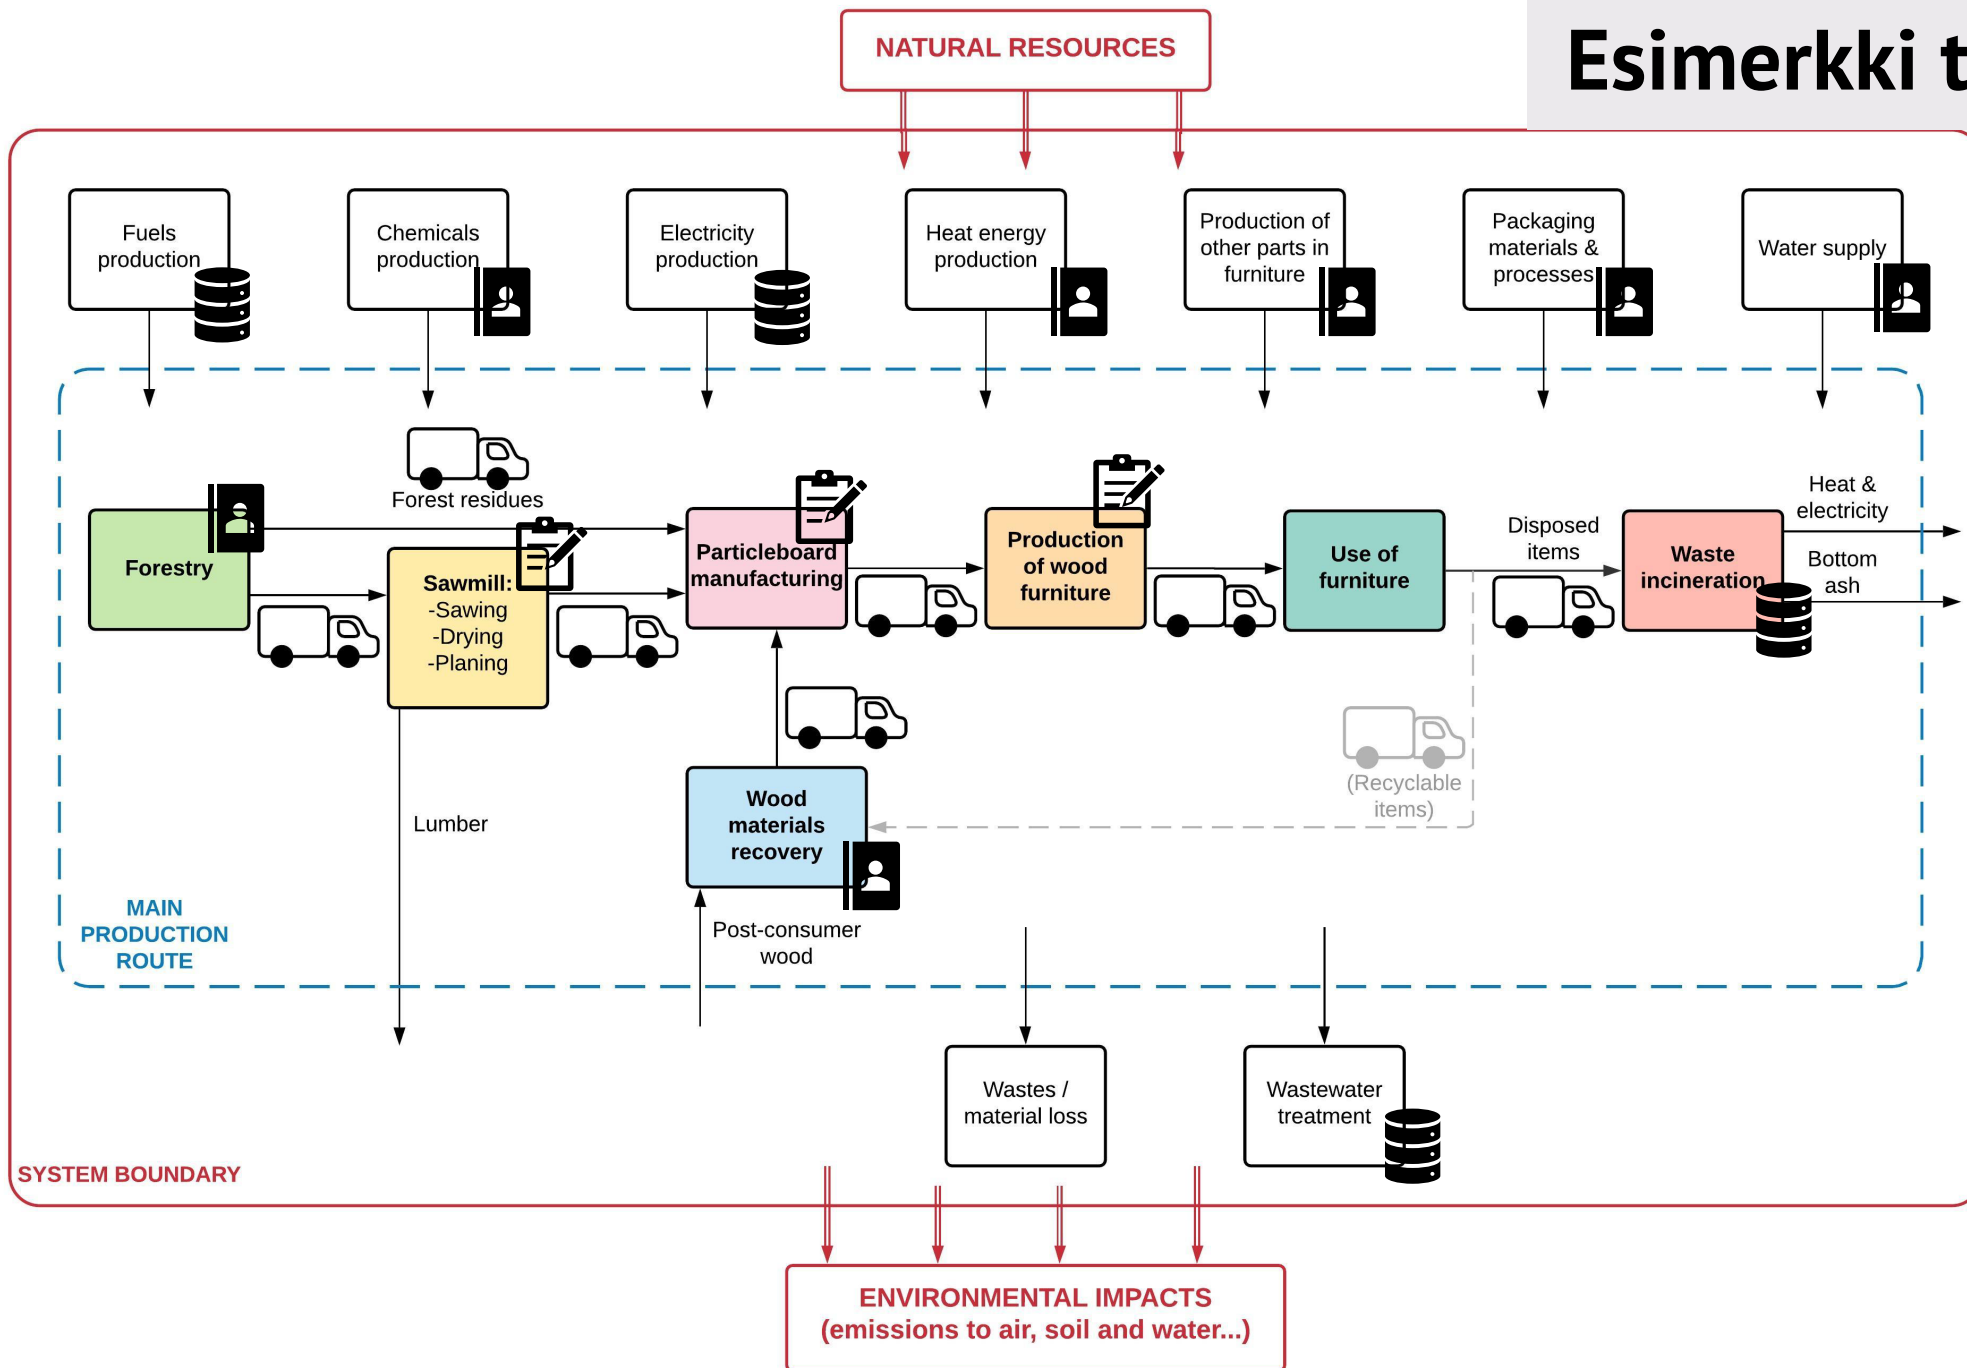 NATURAL RESOURCES
Esimerkki t
Fuels
production
Chemicals
production
Electricity
production
Heat energy
production
Production of
other parts in
furniture
Packaging
materials &
processes
Water supply
Forest residues
Forestry
Sawmill:
-Sawing
-Drying
-Planing
Particleboard
manufacturing
Production
of wood
furniture
Use of
furniture
Disposed
items
Waste
incineration
Heat &
electricity
Bottom
ash
(Recyclable
items)
Lumber
Wood
materials
recovery
Post-consumer
wood
MAIN
PRODUCTION
ROUTE
Wastes /
material loss
Wastewater
treatment
SYSTEM BOUNDARY
ENVIRONMENTAL IMPACTS
(emissions to air, soil and water...)